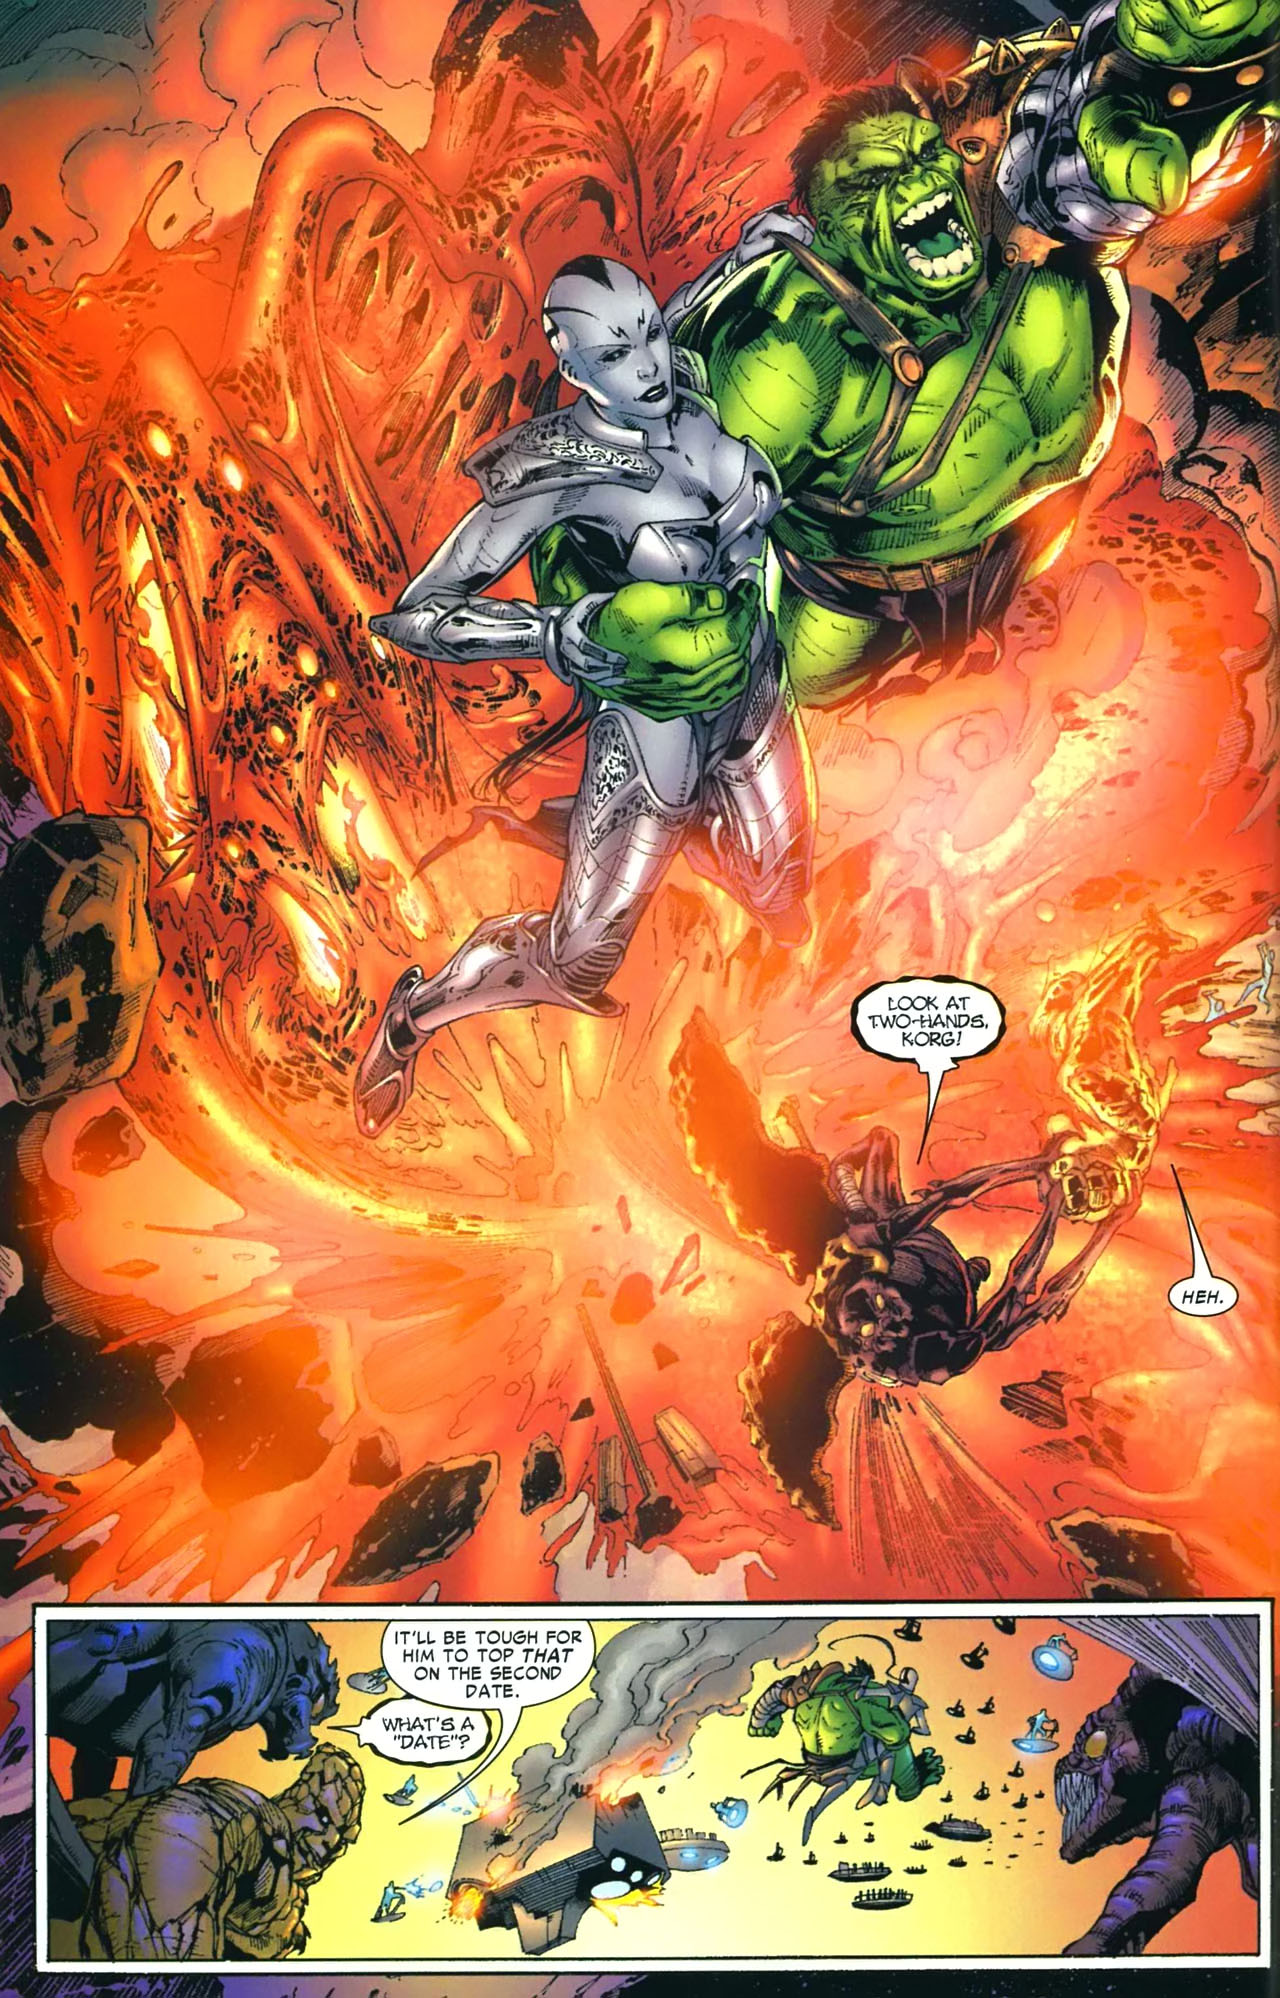 LOOK AT
TWO-HANDS,
KORG!
HEH.
IT'LL BE TOUGH FOR
HIM TO TOP THAT
ON THE SECOND
DATE.
WHAT'S A
"DATE"?